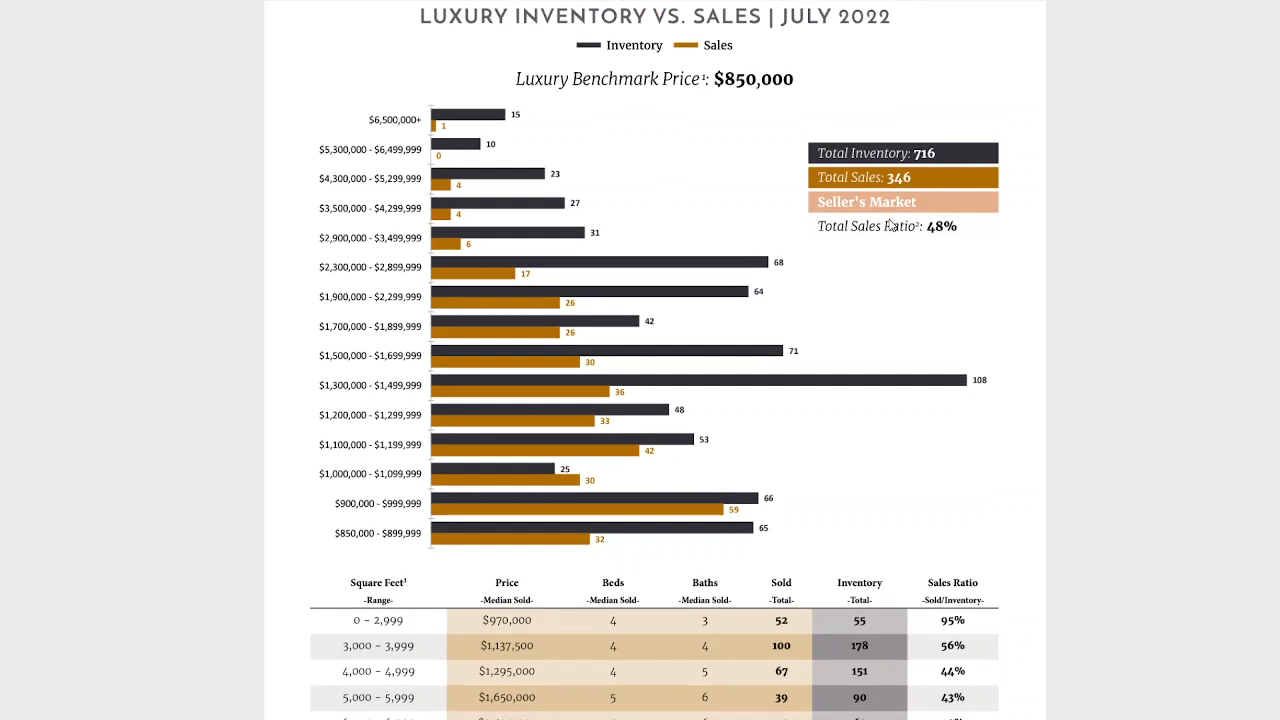 LUXURY INVENTORY VS. SALES | JULY 2022
Inventory Sales
Luxury Benchmark Price¹: $850,000
$6,500,000+ 15
1
$5,300,000 - $6,499,999 10
0
$4,300,000 - $5,299,999 23
4
$3,500,000 - $4,299,999 27
4
$2,900,000 - $3,499,999 31
6
$2,300,000 - $2,899,999 68
17
$1,900,000 - $2,299,999 64
26
$1,700,000 - $1,899,999 42
26
$1,500,000 - $1,699,999 71
30
$1,300,000 - $1,499,999 108
36
$1,200,000 - $1,299,999 48
33
$1,100,000 - $1,199,999 53
42
$1,000,000 - $1,099,999 25
30
$900,000 - $999,999 66
59
$850,000 - $899,999 65
32
Total Inventory: 716
Total Sales: 346
Seller's Market
Total Sales Ratio²: 48%
Square Feet³ Price Beds Baths Sold Inventory Sales Ratio
-Range- -Median Sold- -Median Sold- -Median Sold- -Total- -Total- -Sold/Inventory-
0 - 2,999 $970,000 4 3 52 55 95%
3,000 - 3,999 $1,137,500 4 4 100 178 56%
4,000 - 4,999 $1,295,000 4 5 67 151 44%
5,000 - 5,999 $1,650,000 5 6 39 90 43%